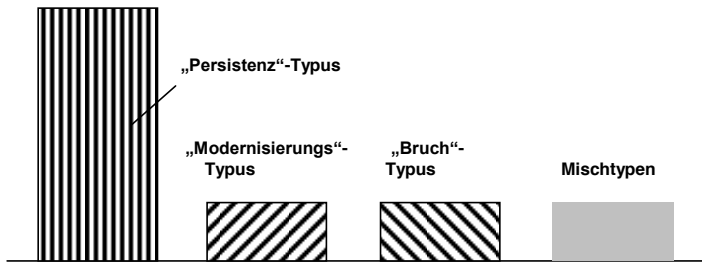 „Persistenz“-Typus
„Modernisierungs“-
Typus
„Bruch“-
Typus
Mischtypen